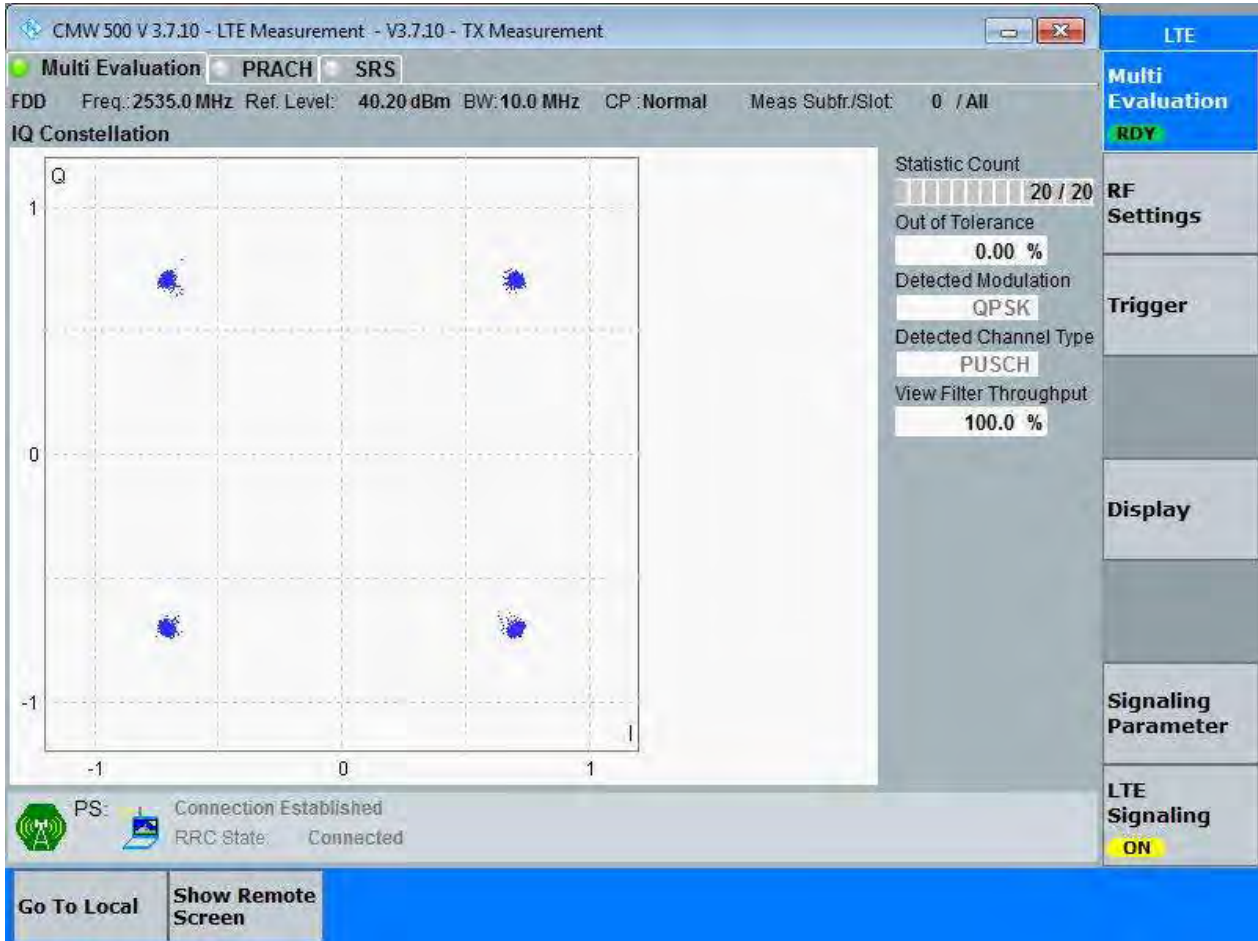 CMW 500 V 3.7.10 - LTE Measurement - V3.7.10 - TX Measurement
Multi Evaluation PRACH SRS
FDD Freq.: 2535.0 MHz Ref. Level: 40.20 dBm BW: 10.0 MHz CP : Normal Meas Subfr./Slot: 0 / All
IQ Constellation
Q
1
0
-1
I
-1 0 1
Statistic Count
20 / 20
Out of Tolerance
0.00 %
Detected Modulation
QPSK
Detected Channel Type
PUSCH
View Filter Throughput
100.0 %
PS:
Connection Established
RRC State: Connected
LTE
Multi
Evaluation
RDY
RF
Settings
Trigger
Display
Signaling
Parameter
LTE
Signaling
ON
Go To Local
Show Remote
Screen